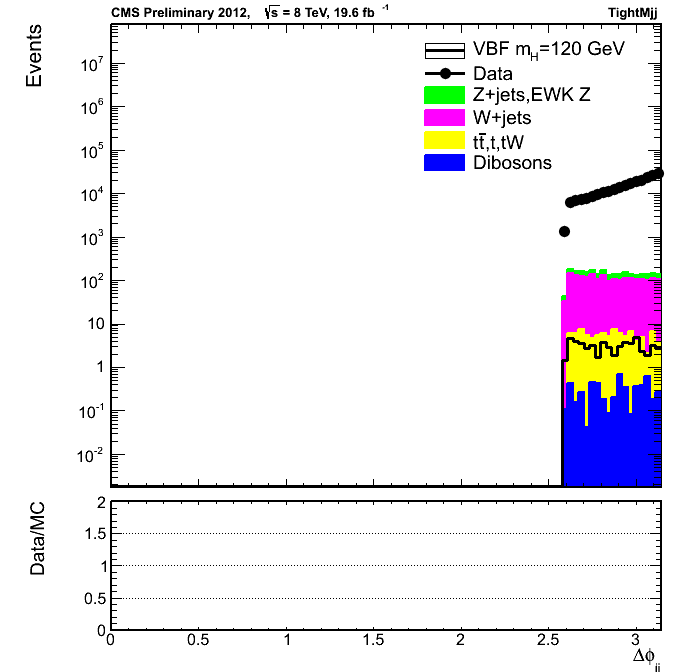 CMS Preliminary 2012, √s = 8 TeV, 19.6 fb⁻¹ TightMjj
Events
10⁷
10⁶
10⁵
10⁴
10³
10²
10
1
10⁻¹
10⁻²
VBF m_H=120 GeV
Data
Z+jets,EWK Z
W+jets
tt̄,t,tW
Dibosons
Data/MC
2
1.5
1
0.5
0
0 0.5 1 1.5 2 2.5 3
Δϕ_jj